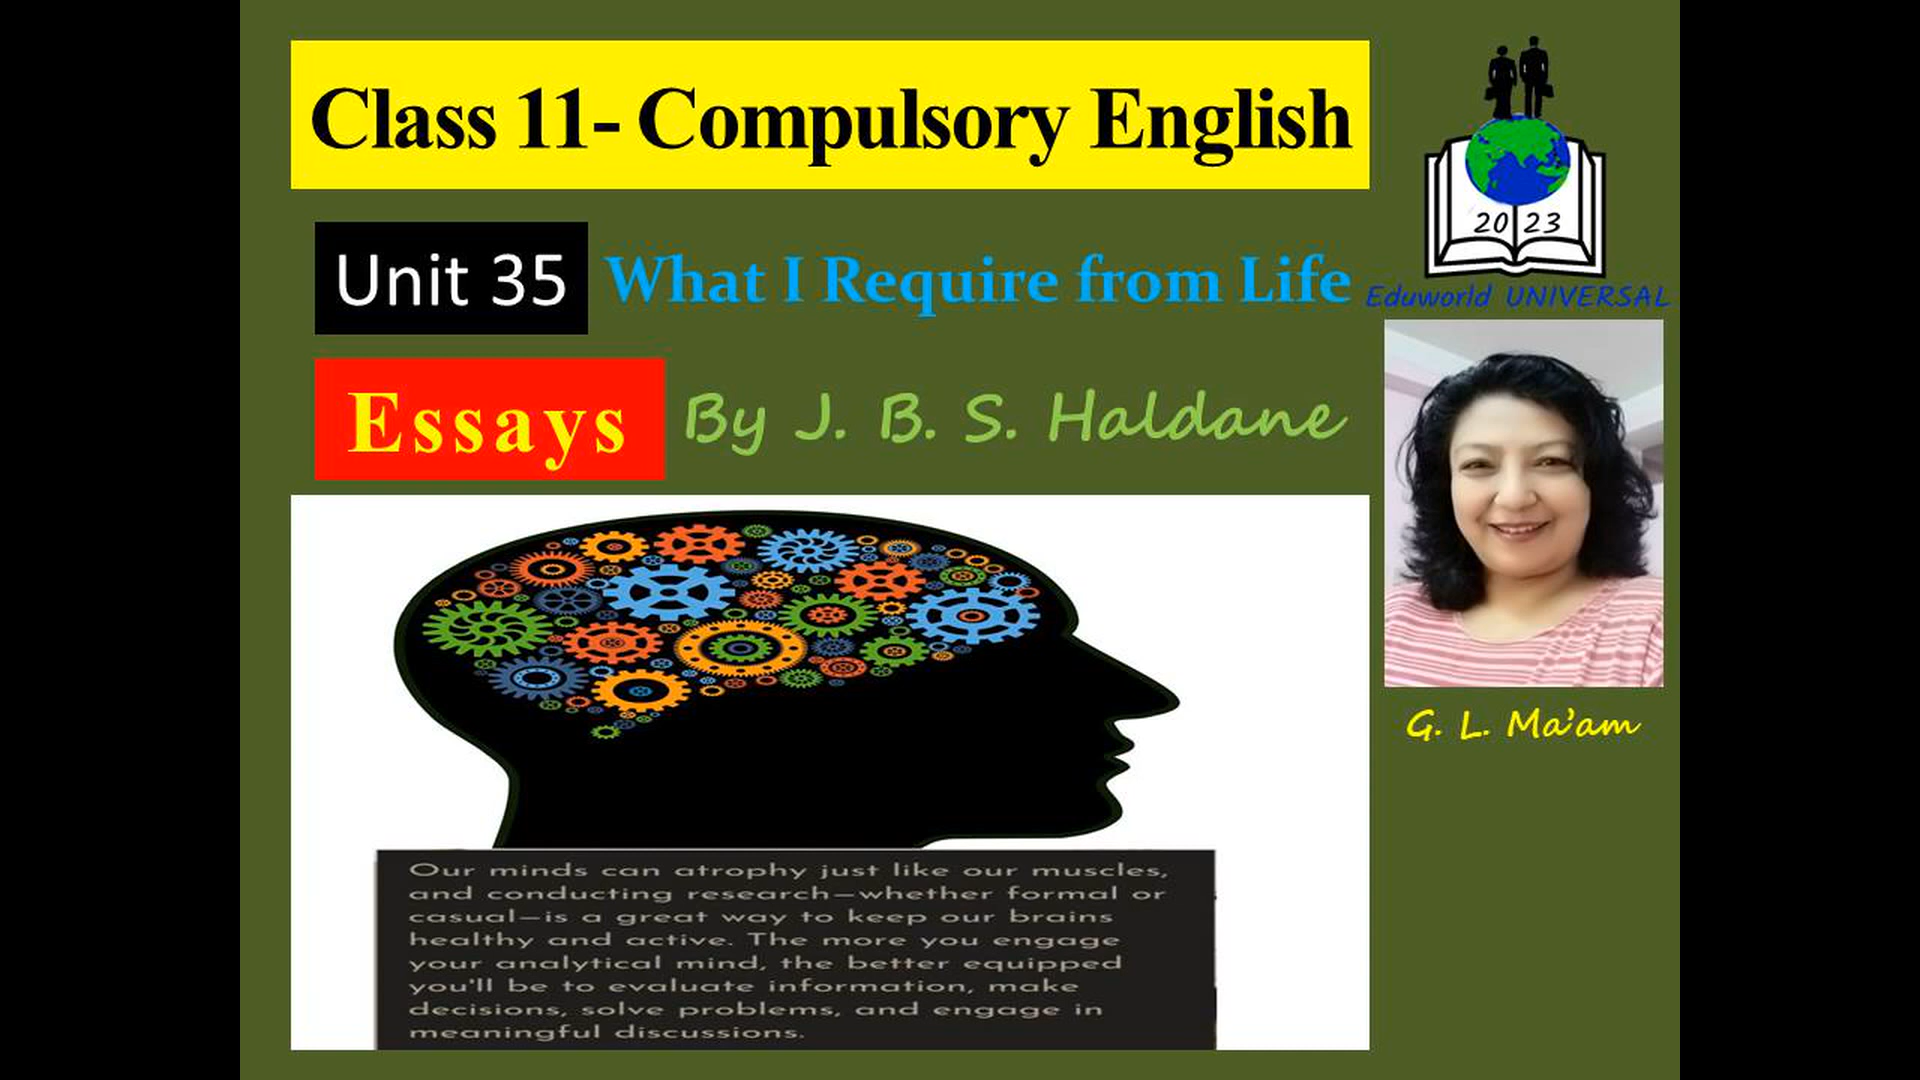 Class 11- Compulsory English
Unit 35 What I Require from Life
Essays By J. B. S. Haldane
20 23
Eduworld UNIVERSAL
G. L. Ma'am
Our minds can atrophy just like our muscles,
and conducting research—whether formal or
casual—is a great way to keep our brains
healthy and active. The more you engage
your analytical mind, the better equipped
you'll be to evaluate information, make
decisions, solve problems, and engage in
meaningful discussions.